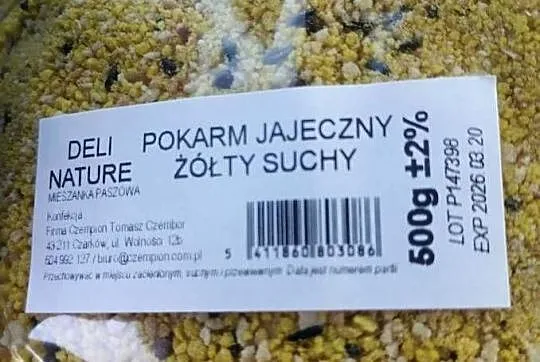 DELI
NATURE
MIESZANKA PASZOWA
POKARM JAJECZNY
ŻÓŁTY SUCHY
Konfekcja:
Firma Czempion Tomasz Czembor
43-211 Czarków, ul. Wolności 12b
604 992 127 / biuro@czempion.com.pl
5 411860 803086
Przechowywać w miejscu zacienionym, suchym i przewiewnym. Data jest numerem partii
500g ±2%
LOT P147398
EXP 2026 03 20